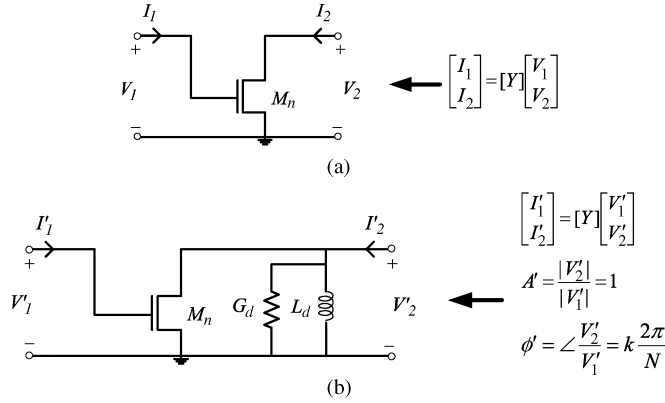 I1 I2
+ +
V1 Mn V2
− −
[I1 I2] = [Y] [V1 V2]
(a)
I′1 I′2
+ +
V′1 Mn Gd Ld V′2
− −
[I′1 I′2] = [Y] [V′1 V′2]
A′ = |V′2| / |V′1| = 1
ϕ′ = ∠ V′2 / V′1 = k 2π / N
(b)